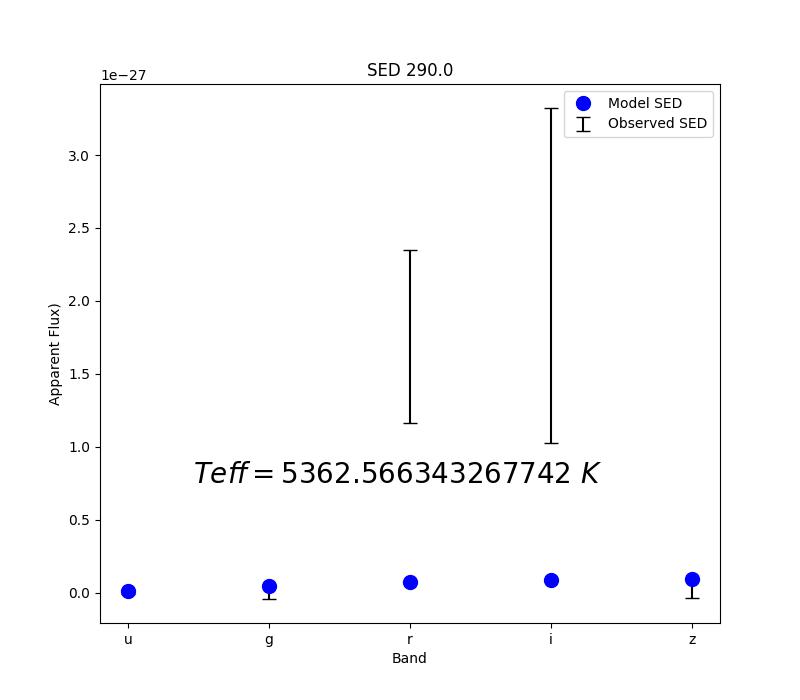 SED 290.0
1e−27
Model SED
Observed SED
3.0
2.5
2.0
1.5
1.0
0.5
0.0
Apparent Flux)
Teff = 5362.566343267742 K
u g r i z
Band